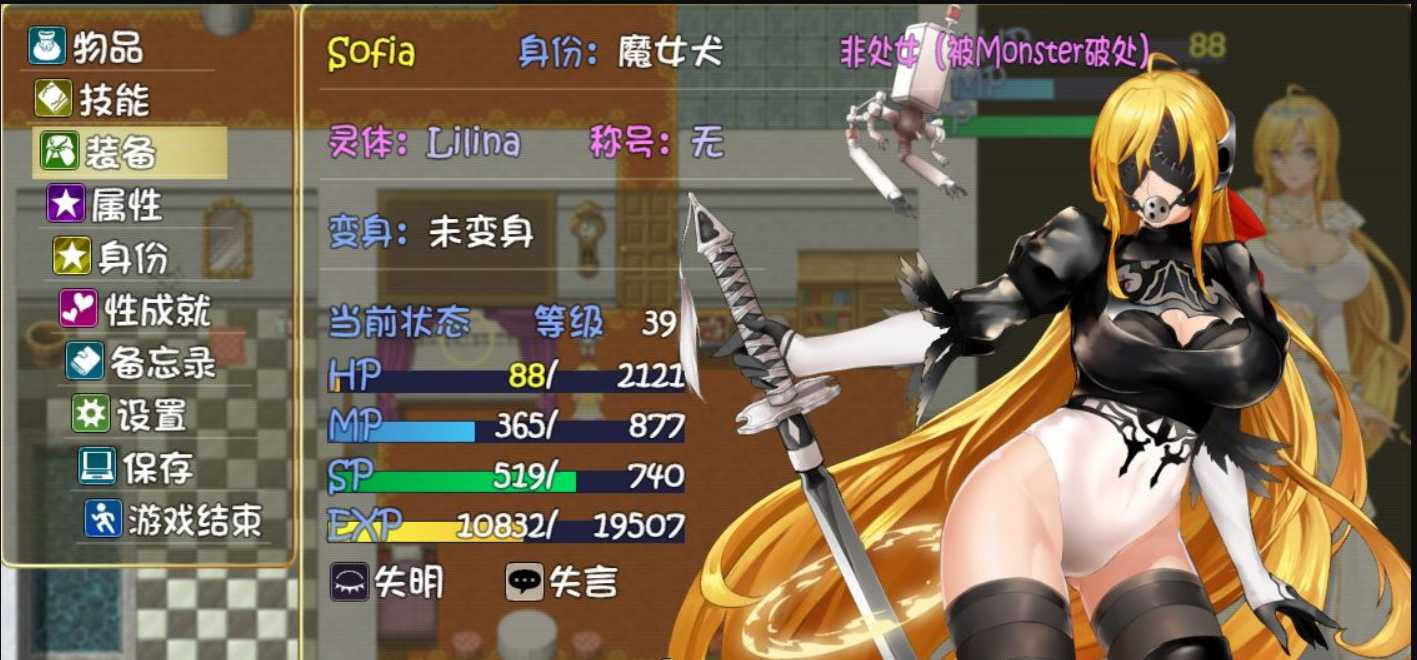 物品
技能
装备
属性
身份
性成就
备忘录
设置
保存
游戏结束
Sofia 身份：魔女犬 非处女（被Monster破处）
灵体：Lilina 称号：无
变身：未变身
当前状态 等级 39
HP 88/ 2121
MP 365/ 877
SP 519/ 740
EXP 10832/ 19507
失明 失言
88
MP